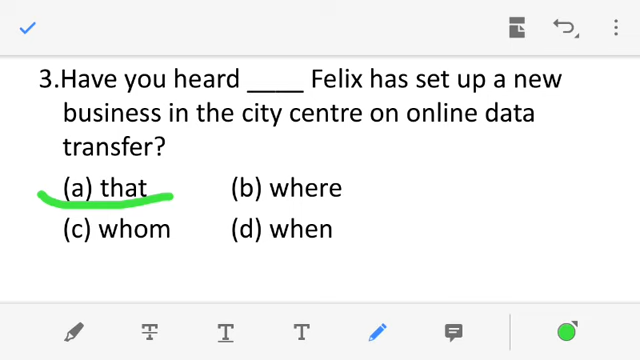 3.Have you heard ____ Felix has set up a new
business in the city centre on online data
transfer?
(a) that (b) where
(c) whom (d) when
T T T